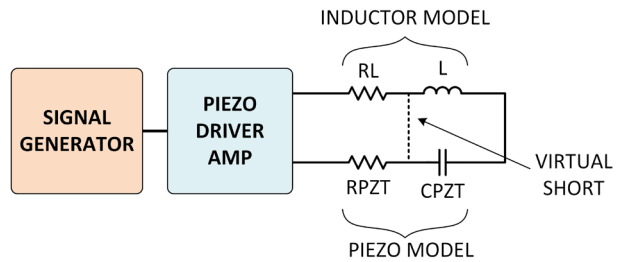 INDUCTOR MODEL
RL
L
SIGNAL
GENERATOR
PIEZO
DRIVER
AMP
RPZT
CPZT
VIRTUAL
SHORT
PIEZO MODEL